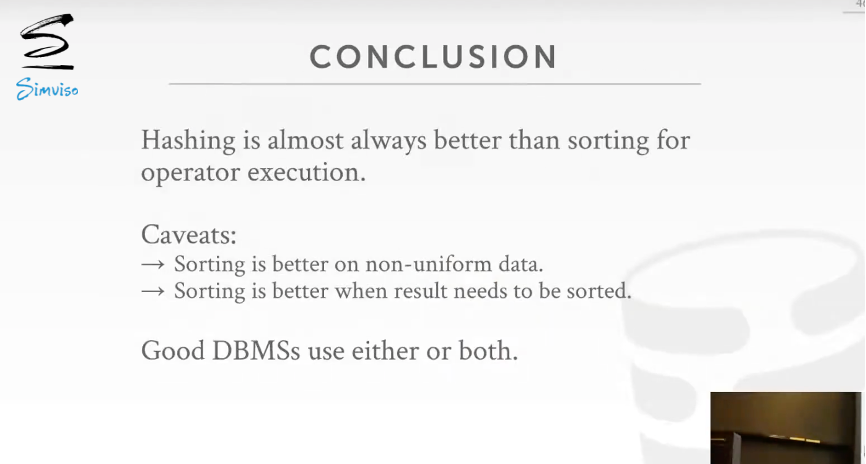 Simviso
CONCLUSION
Hashing is almost always better than sorting for
operator execution.
Caveats:
→ Sorting is better on non-uniform data.
→ Sorting is better when result needs to be sorted.
Good DBMSs use either or both.